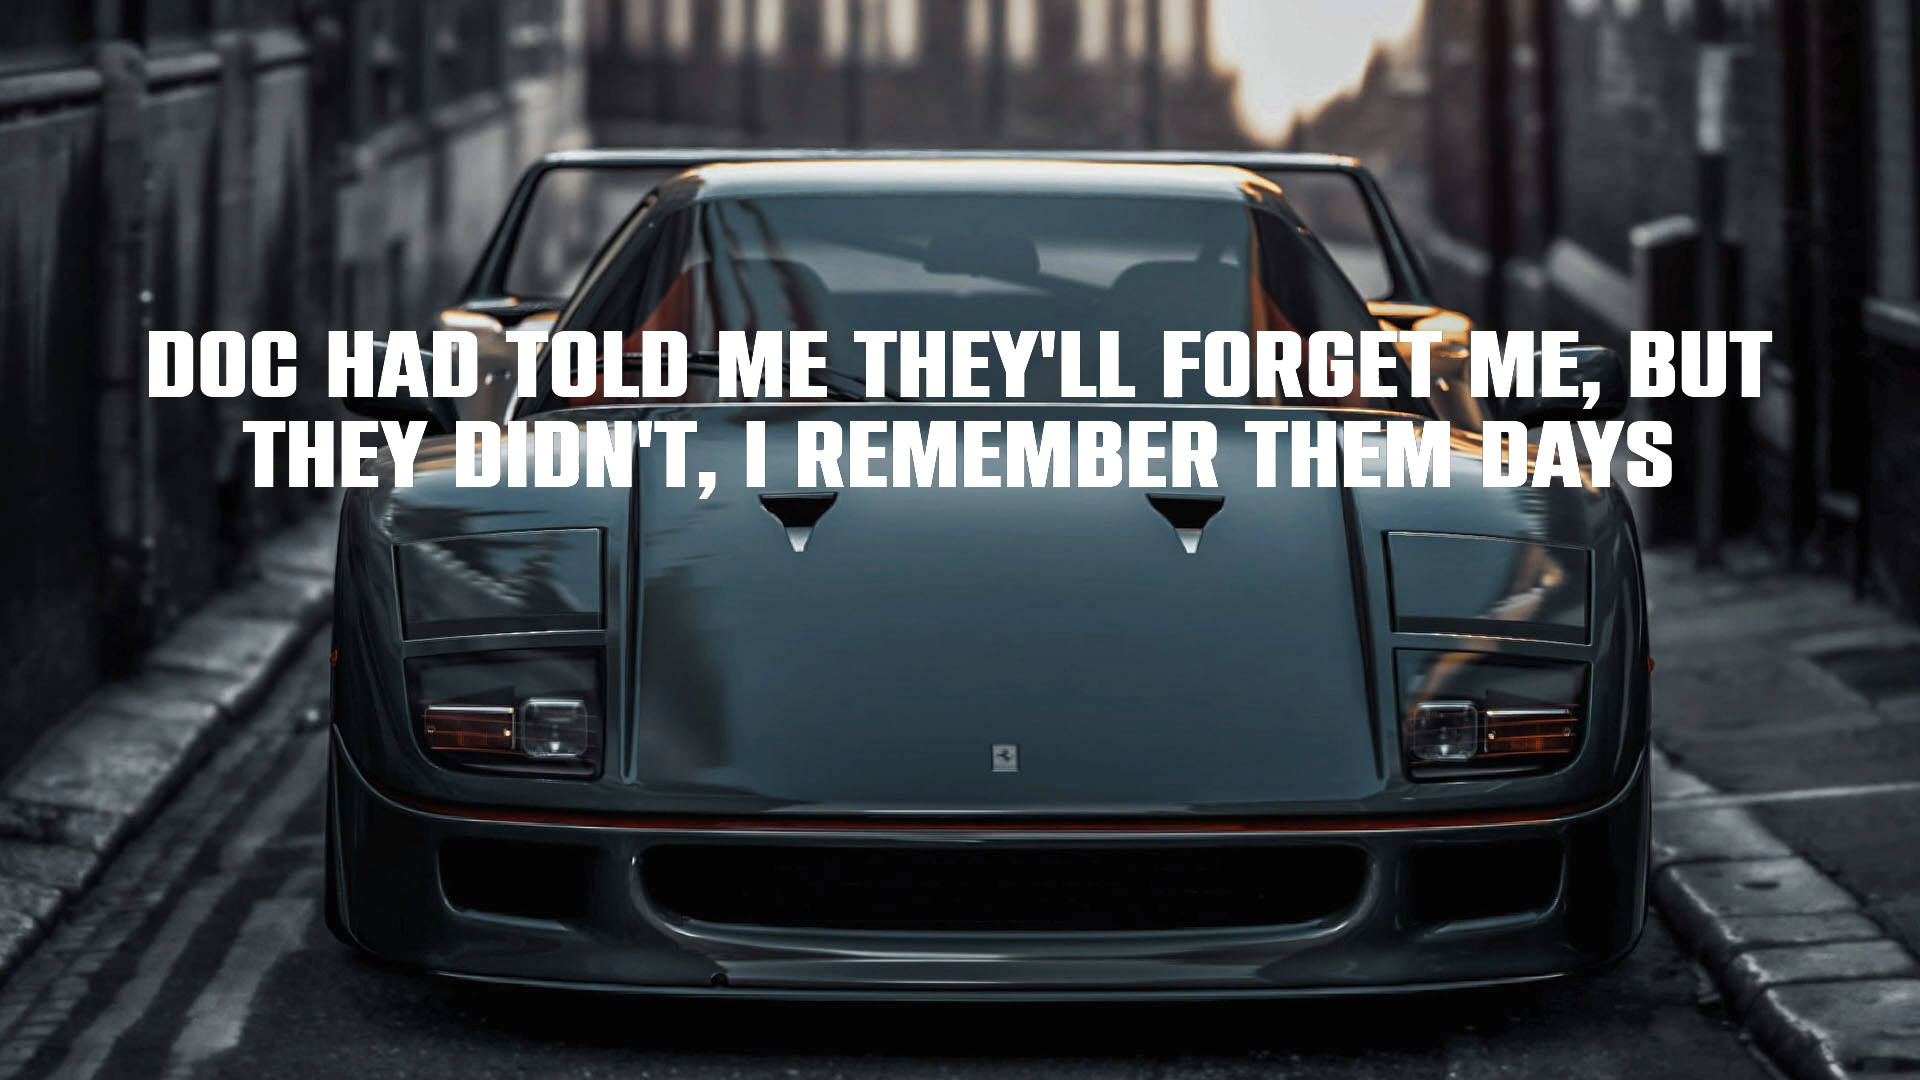 DOC HAD TOLD ME THEY'LL FORGET ME, BUT
THEY DIDN'T, I REMEMBER THEM DAYS